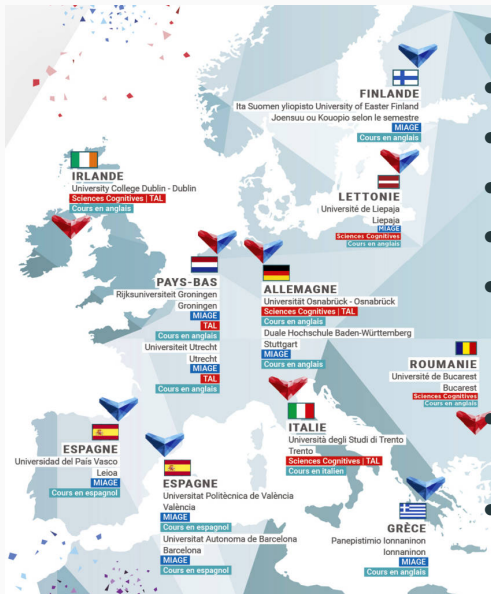 FINLANDE
Ita Suomen yliopisto University of Easter Finland
Joensuu ou Kouopio selon le semestre
MIAGE
Cours en anglais
IRLANDE
University College Dublin - Dublin
Sciences Cognitives | TAL
Cours en anglais
LETTONIE
Université de Liepaja
Liepaja
MIAGE
Sciences Cognitives
Cours en anglais
PAYS-BAS
Rijksuniversiteit Groningen
Groningen
MIAGE
TAL
Cours en anglais
Universiteit Utrecht
Utrecht
MIAGE
TAL
Cours en anglais
ALLEMAGNE
Universität Osnabrück - Osnabrück
Sciences Cognitives | TAL
Cours en anglais
Duale Hochschule Baden-Württemberg
Stuttgart
MIAGE
Cours en anglais
ROUMANIE
Université de Bucarest
Bucarest
Sciences Cognitives
Cours en anglais
ITALIE
Università degli Studi di Trento
Trento
Sciences Cognitives | TAL
Cours en italien
ESPAGNE
Universidad del País Vasco
Leioa
MIAGE
Cours en espagnol
ESPAGNE
Universitat Politècnica de València
València
MIAGE
Cours en espagnol
Universitat Autonoma de Barcelona
Barcelona
MIAGE
Cours en espagnol
GRÈCE
Panepistimio Ionnaninon
Ionnaninon
MIAGE
Cours en anglais